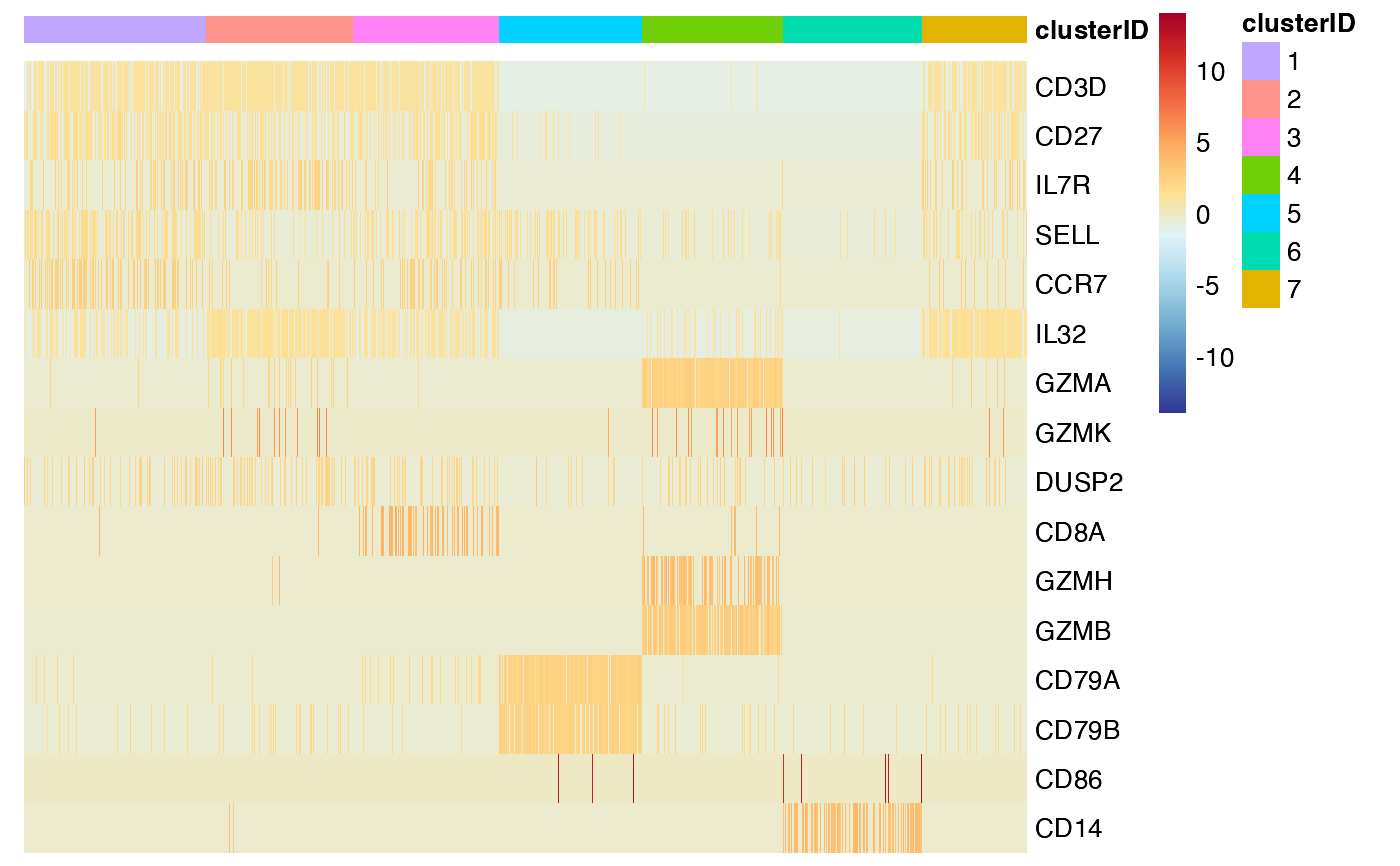 clusterID
CD3D
CD27
IL7R
SELL
CCR7
IL32
GZMA
GZMK
DUSP2
CD8A
GZMH
GZMB
CD79A
CD79B
CD86
CD14
10
5
0
-5
-10
clusterID
1
2
3
4
5
6
7